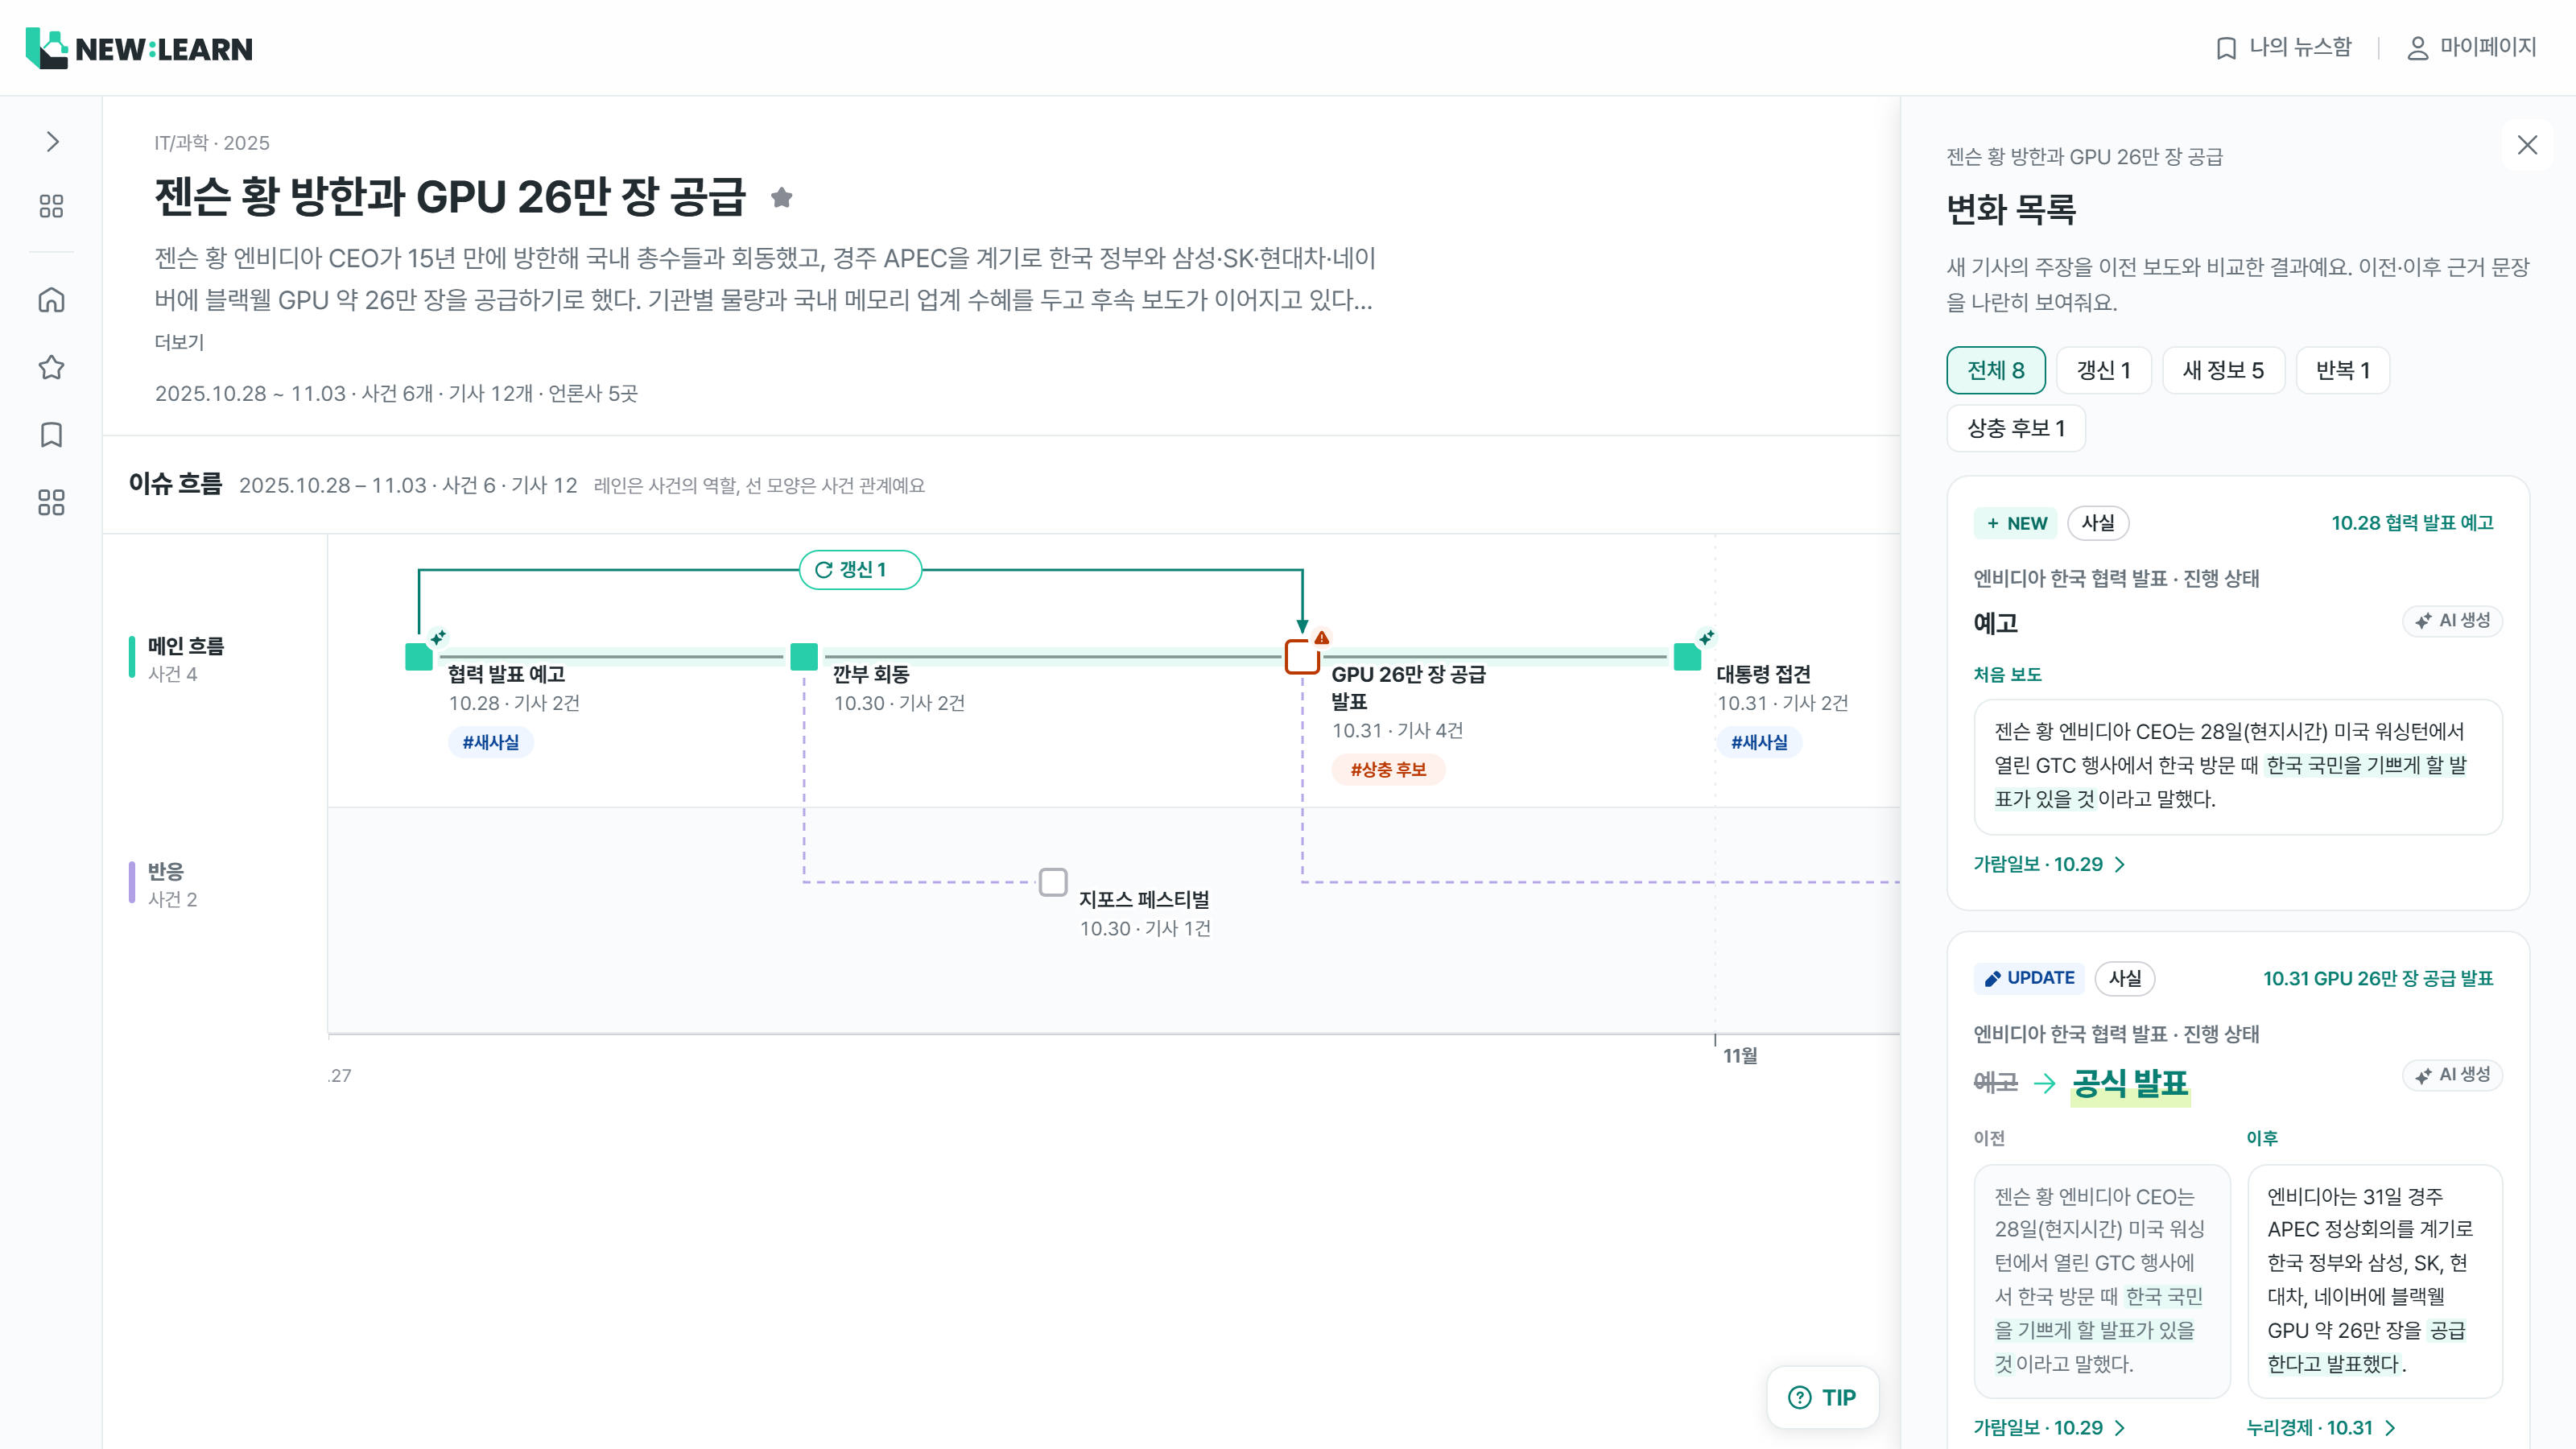 NEW:LEARN
나의 뉴스함
마이페이지
IT/과학 · 2025
젠슨 황 방한과 GPU 26만 장 공급
젠슨 황 엔비디아 CEO가 15년 만에 방한해 국내 총수들과 회동했고, 경주 APEC을 계기로 한국 정부와 삼성·SK·현대차·네이
버에 블랙웰 GPU 약 26만 장을 공급하기로 했다. 기관별 물량과 국내 메모리 업계 수혜를 두고 후속 보도가 이어지고 있다...
더보기
2025.10.28 ~ 11.03 · 사건 6개 · 기사 12개 · 언론사 5곳
이슈 흐름 2025.10.28 – 11.03 · 사건 6 · 기사 12 레인은 사건의 역할, 선 모양은 사건 관계예요
갱신 1
메인 흐름
사건 4
협력 발표 예고
10.28 · 기사 2건
#새사실
깐부 회동
10.30 · 기사 2건
GPU 26만 장 공급
발표
10.31 · 기사 4건
#상충 후보
대통령 접견
10.31 · 기사 2건
#새사실
반응
사건 2
지포스 페스티벌
10.30 · 기사 1건
11월
.27
TIP
젠슨 황 방한과 GPU 26만 장 공급
변화 목록
새 기사의 주장을 이전 보도와 비교한 결과예요. 이전·이후 근거 문장
을 나란히 보여줘요.
전체 8 갱신 1 새 정보 5 반복 1
상충 후보 1
+ NEW 사실 10.28 협력 발표 예고
엔비디아 한국 협력 발표 · 진행 상태
예고 AI 생성
처음 보도
젠슨 황 엔비디아 CEO는 28일(현지시간) 미국 워싱턴에서
열린 GTC 행사에서 한국 방문 때 한국 국민을 기쁘게 할 발
표가 있을 것이라고 말했다.
가람일보 · 10.29
UPDATE 사실 10.31 GPU 26만 장 공급 발표
엔비디아 한국 협력 발표 · 진행 상태
예고 → 공식 발표 AI 생성
이전
젠슨 황 엔비디아 CEO는
28일(현지시간) 미국 워싱
턴에서 열린 GTC 행사에
서 한국 방문 때 한국 국민
을 기쁘게 할 발표가 있을
것이라고 말했다.
가람일보 · 10.29
이후
엔비디아는 31일 경주
APEC 정상회의를 계기로
한국 정부와 삼성, SK, 현
대차, 네이버에 블랙웰
GPU 약 26만 장을 공급
한다고 발표했다.
누리경제 · 10.31